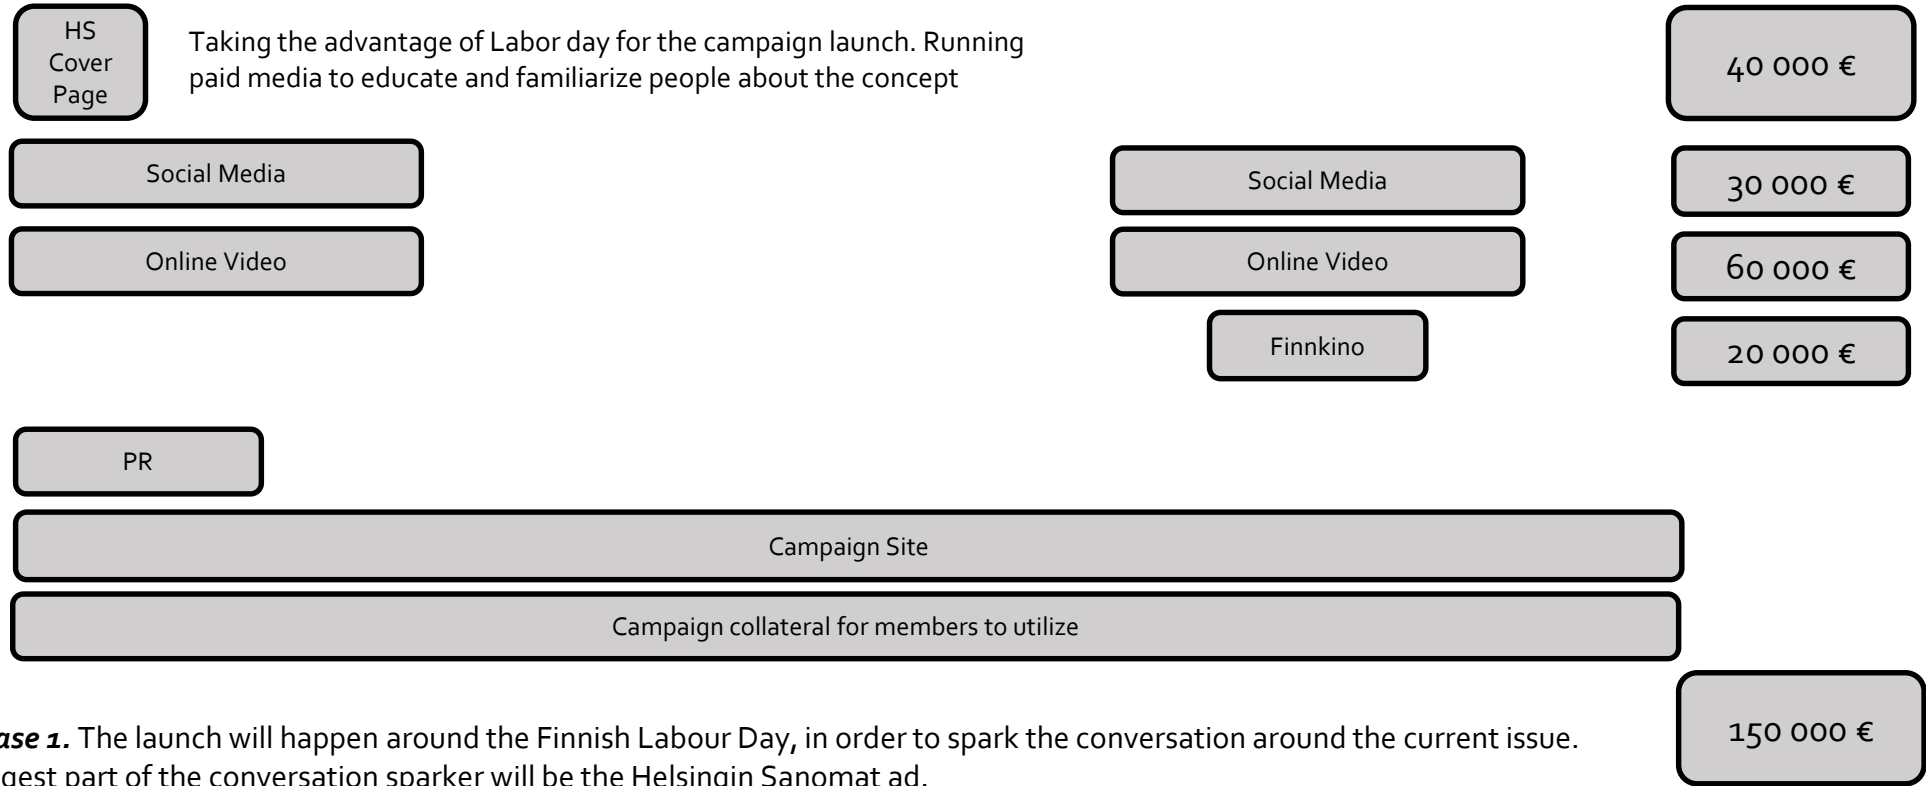 HS
Cover
Page
Taking the advantage of Labor day for the campaign launch. Running
paid media to educate and familiarize people about the concept
40 000 €
Social Media
Social Media
30 000 €
Online Video
Online Video
60 000 €
Finnkino
20 000 €
PR
Campaign Site
Campaign collateral for members to utilize
150 000 €
ase 1. The launch will happen around the Finnish Labour Day, in order to spark the conversation around the current issue.
gest part of the conversation sparker will be the Helsingin Sanomat ad.